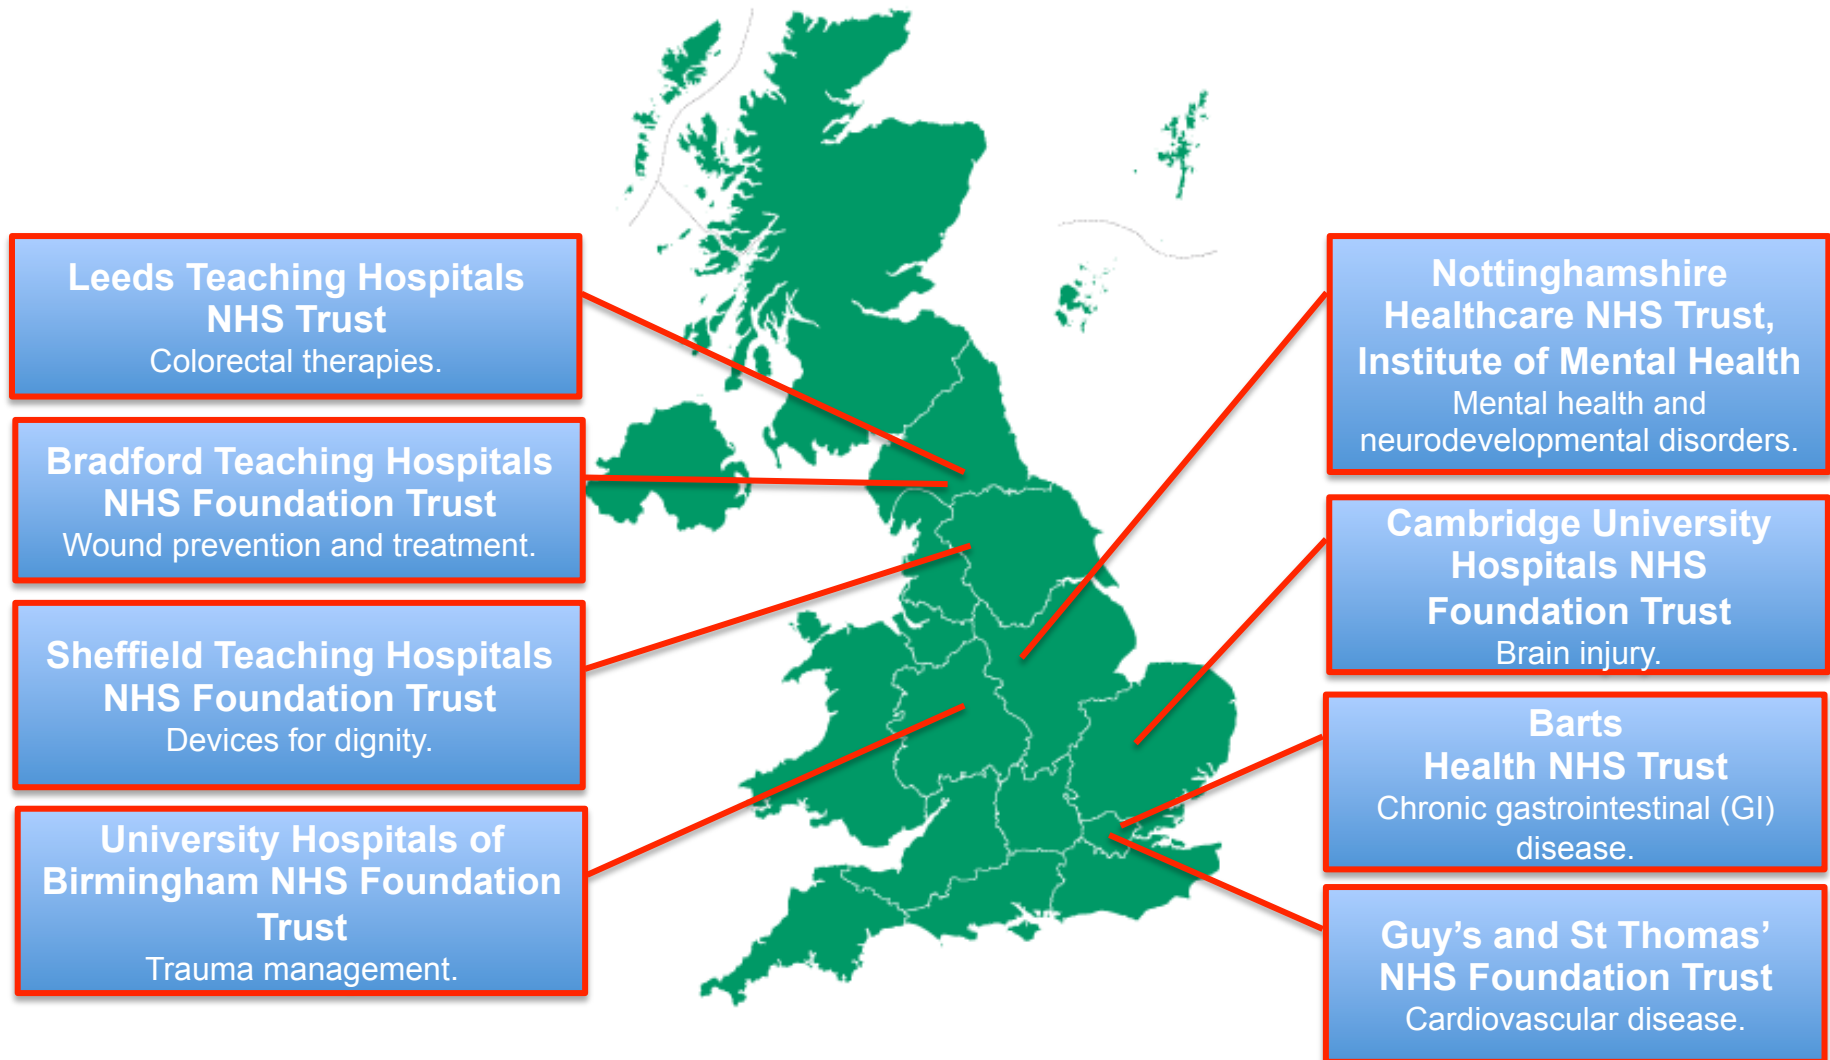 Leeds Teaching Hospitals
NHS Trust
Colorectal therapies.
Bradford Teaching Hospitals
NHS Foundation Trust
Wound prevention and treatment.
Sheffield Teaching Hospitals
NHS Foundation Trust
Devices for dignity.
University Hospitals of
Birmingham NHS Foundation
Trust
Trauma management.
Nottinghamshire
Healthcare NHS Trust,
Institute of Mental Health
Mental health and
neurodevelopmental disorders.
Cambridge University
Hospitals NHS
Foundation Trust
Brain injury.
Barts
Health NHS Trust
Chronic gastrointestinal (GI)
disease.
Guy’s and St Thomas’
NHS Foundation Trust
Cardiovascular disease.